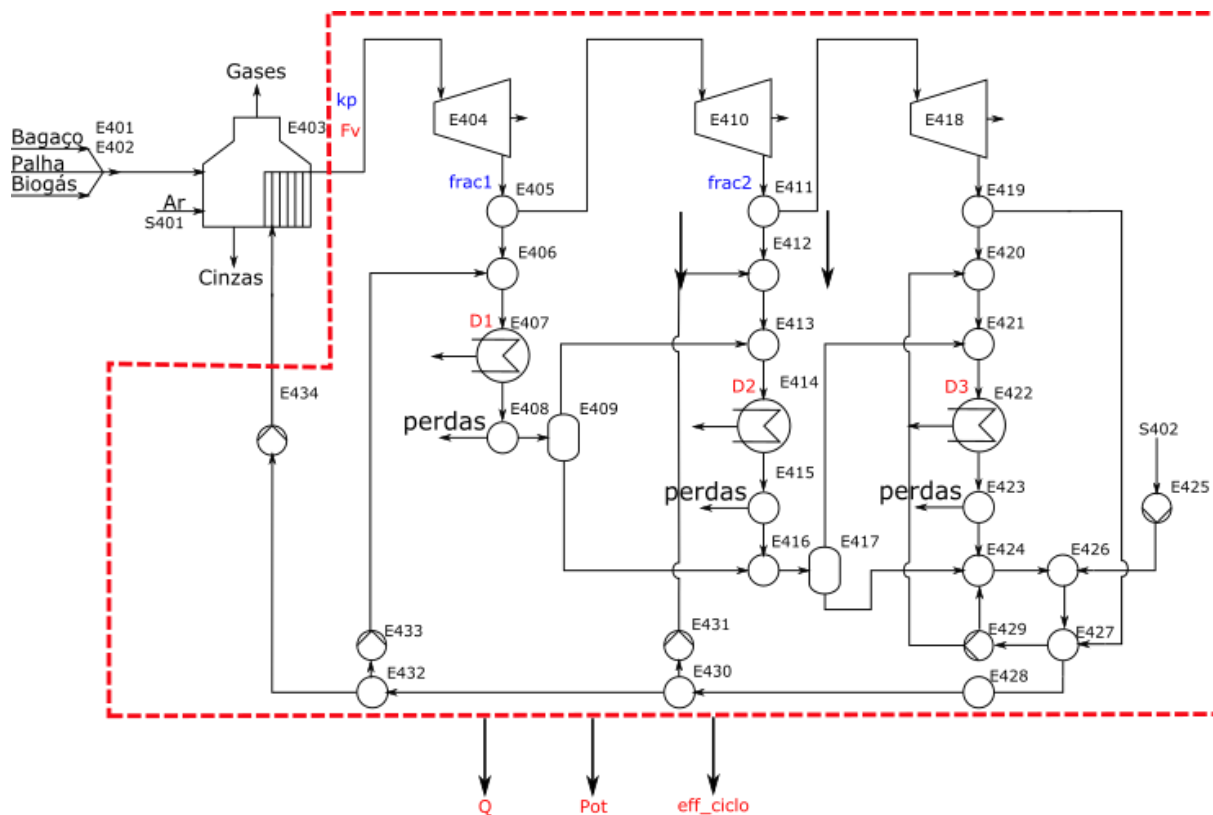 Gases
kp
Fv
E401
E402
E403
Bagaço
Palha
Biogás
Ar
S401
Cinzas
E404
E410
E418
frac1
E405
frac2
E411
E419
E406
E412
E420
D1
E407
E413
E421
D2
E414
D3
E422
E434
perdas
E408
E409
E415
perdas
E423
perdas
S402
E425
E416
E417
E424
E426
E433
E431
E429
E427
E432
E430
E428
Q
Pot
eff_ciclo